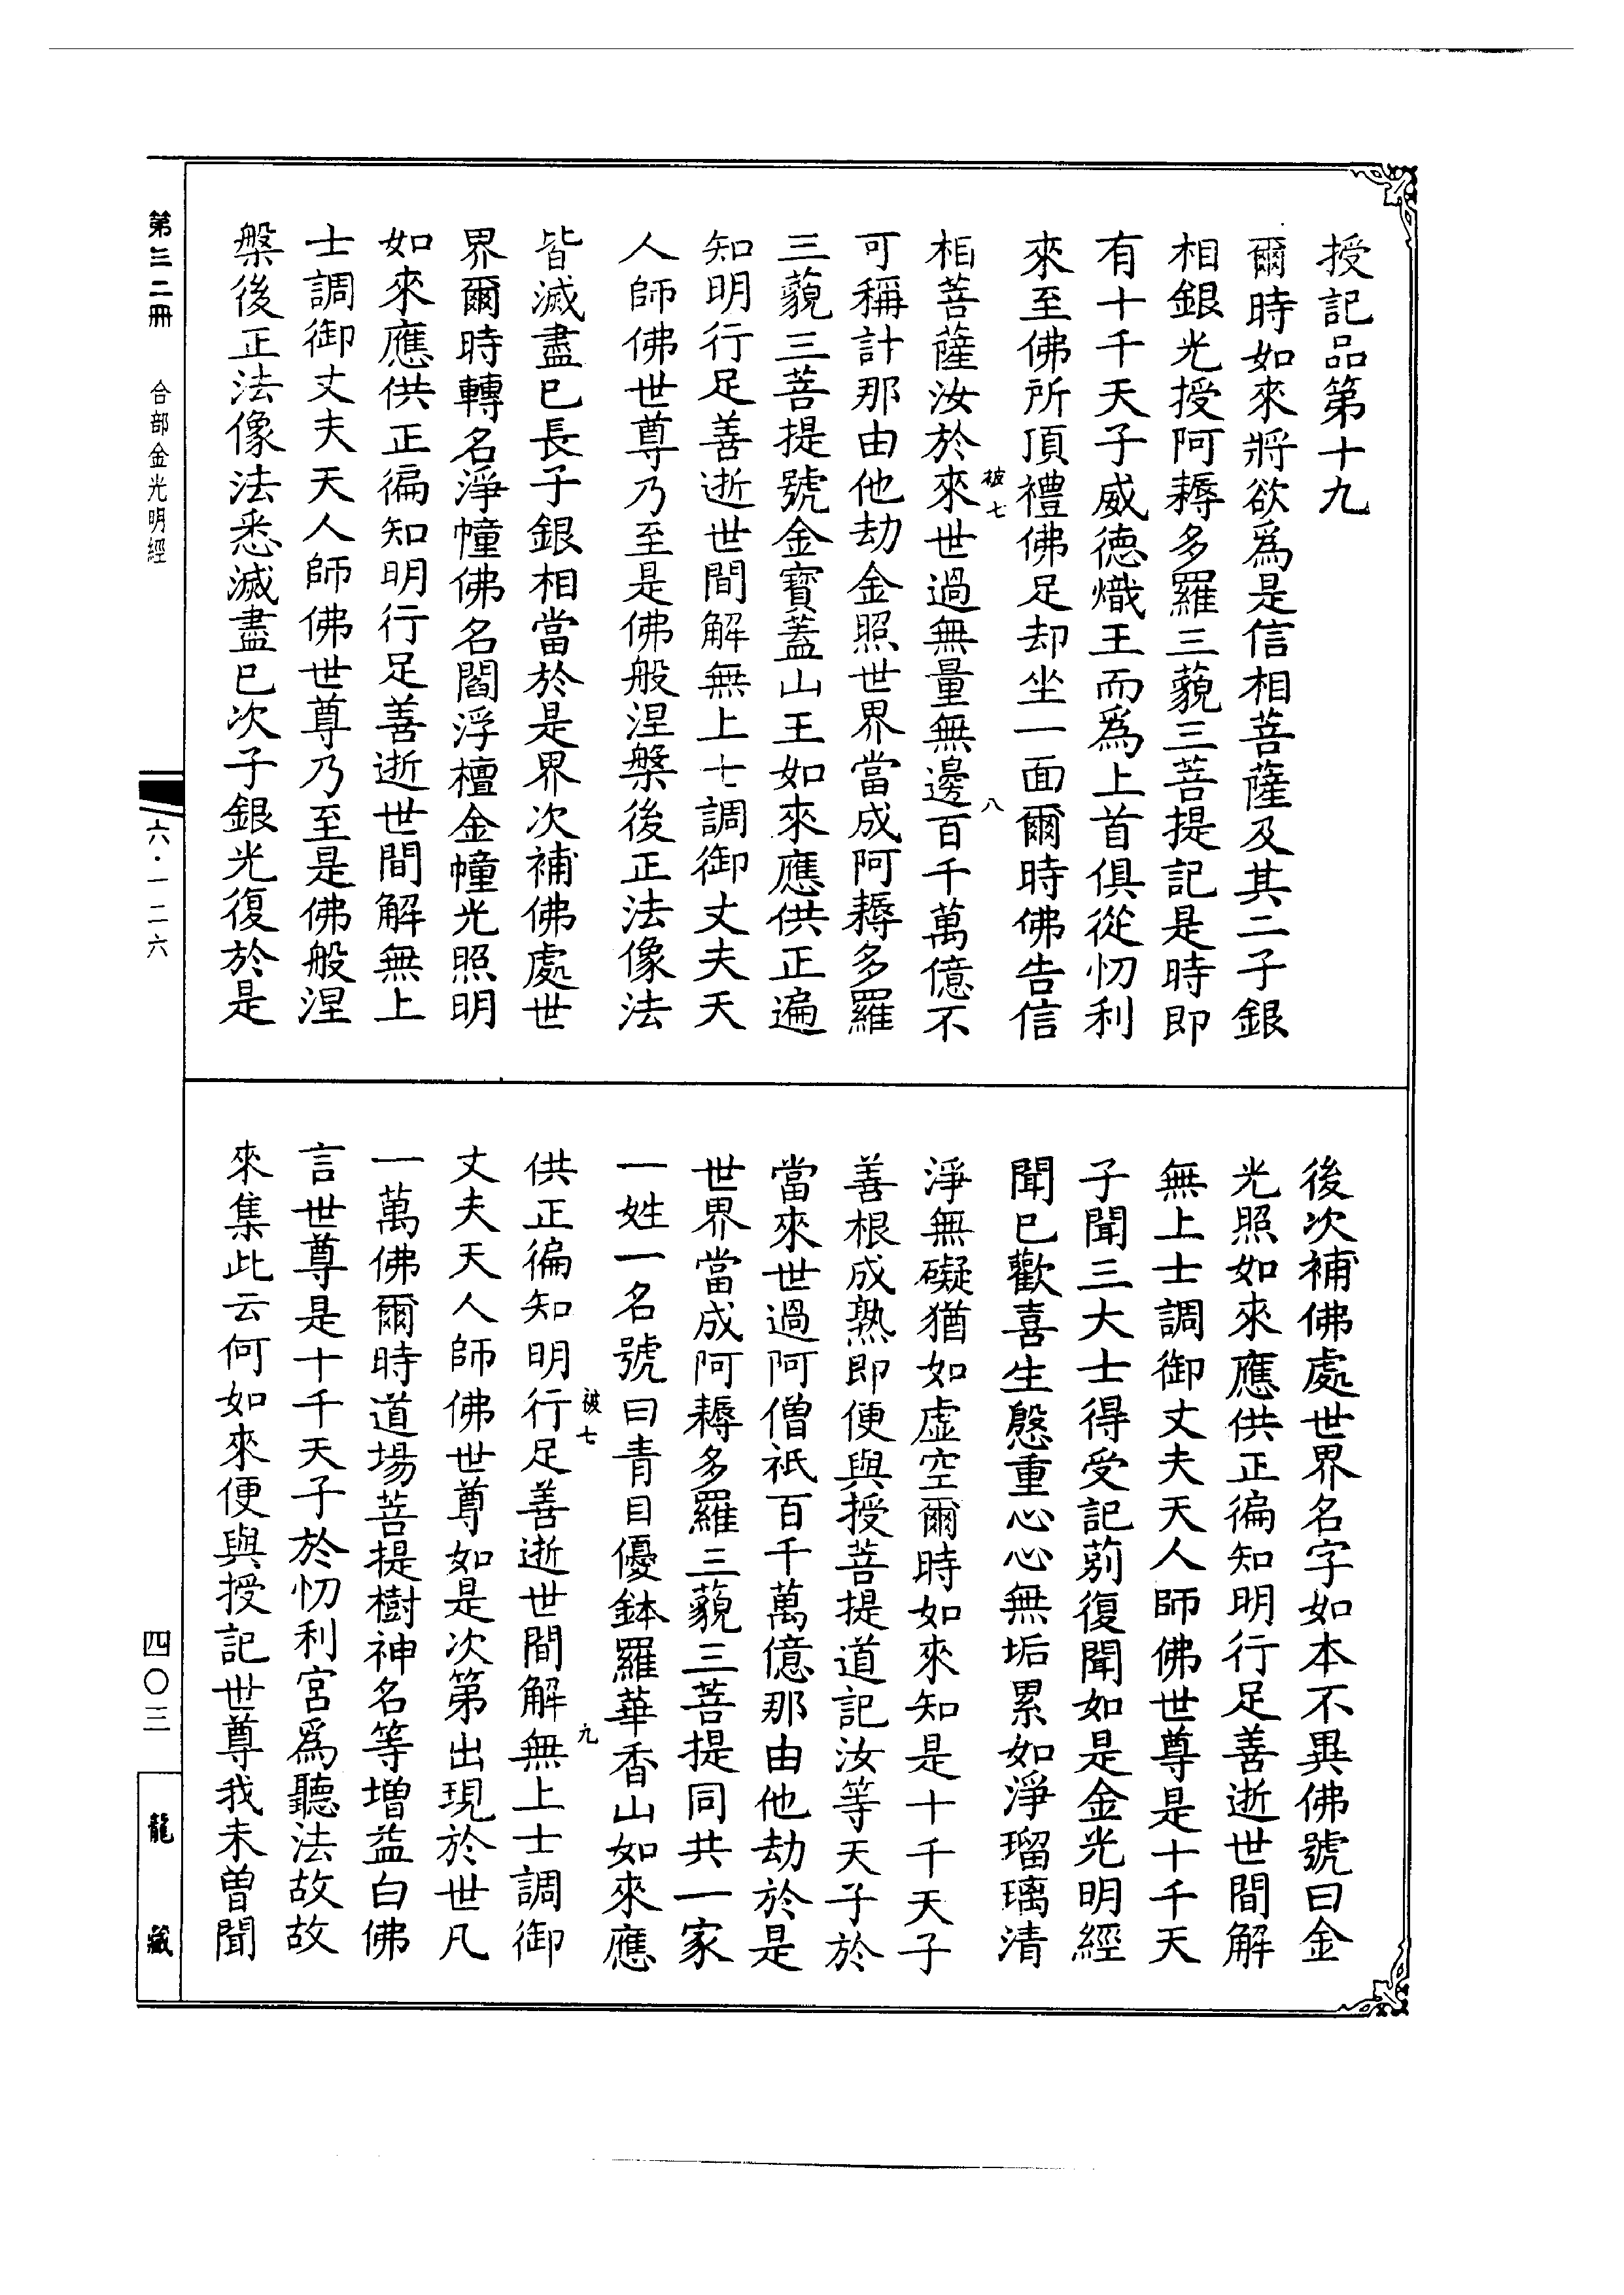 授記品第十九
爾時如來將欲爲是信相菩薩及其二子銀
相銀光授阿耨多羅三藐三菩提記是時即
有十千天子威德熾王而爲上首俱從忉利
來至佛所頂禮佛足却坐一面爾時佛告信
相菩薩汝於來世過無量無邊百千萬億不
可稱計那由他劫金照世界當成阿耨多羅
三藐三菩提號金寶蓋山王如來應供正遍
知明行足善逝世間解無上士調御丈夫天
人師佛世尊乃至是佛般涅槃後正法像法
皆滅盡已長子銀相當於是界次補佛處世
界爾時轉名淨幢佛名閻浮檀金幢光照明
如來應供正徧知明行足善逝世間解無上
士調御丈夫天人師佛世尊乃至是佛般涅
槃後正法像法悉滅盡已次子銀光復於是
後次補佛處世界名字如本不異佛號曰金
光照如來應供正徧知明行足善逝世間解
無上士調御丈夫天人師佛世尊是十千天
子聞三大士得受記莂復聞如是金光明經
聞已歡喜生慇重心心無垢累如淨瑠璃清
淨無礙猶如虛空爾時如來知是十千天子
善根成熟即便與授菩提道記汝等天子於
當來世過阿僧祇百千萬億那由他劫於是
世界當成阿耨多羅三藐三菩提同共一家
一姓一名號曰青目優鉢羅華香山如來應
供正徧知明行足善逝世間解無上士調御
丈夫天人師佛世尊如是次第出現於世凡
一萬佛爾時道場菩提樹神名等增益白佛
言世尊是十千天子於忉利宮爲聽法故故
來集此云何如來便與授記世尊我未曾聞
被七
八
被七
九
第三二冊 合部金光明經
六·一二六
四〇三
龍藏